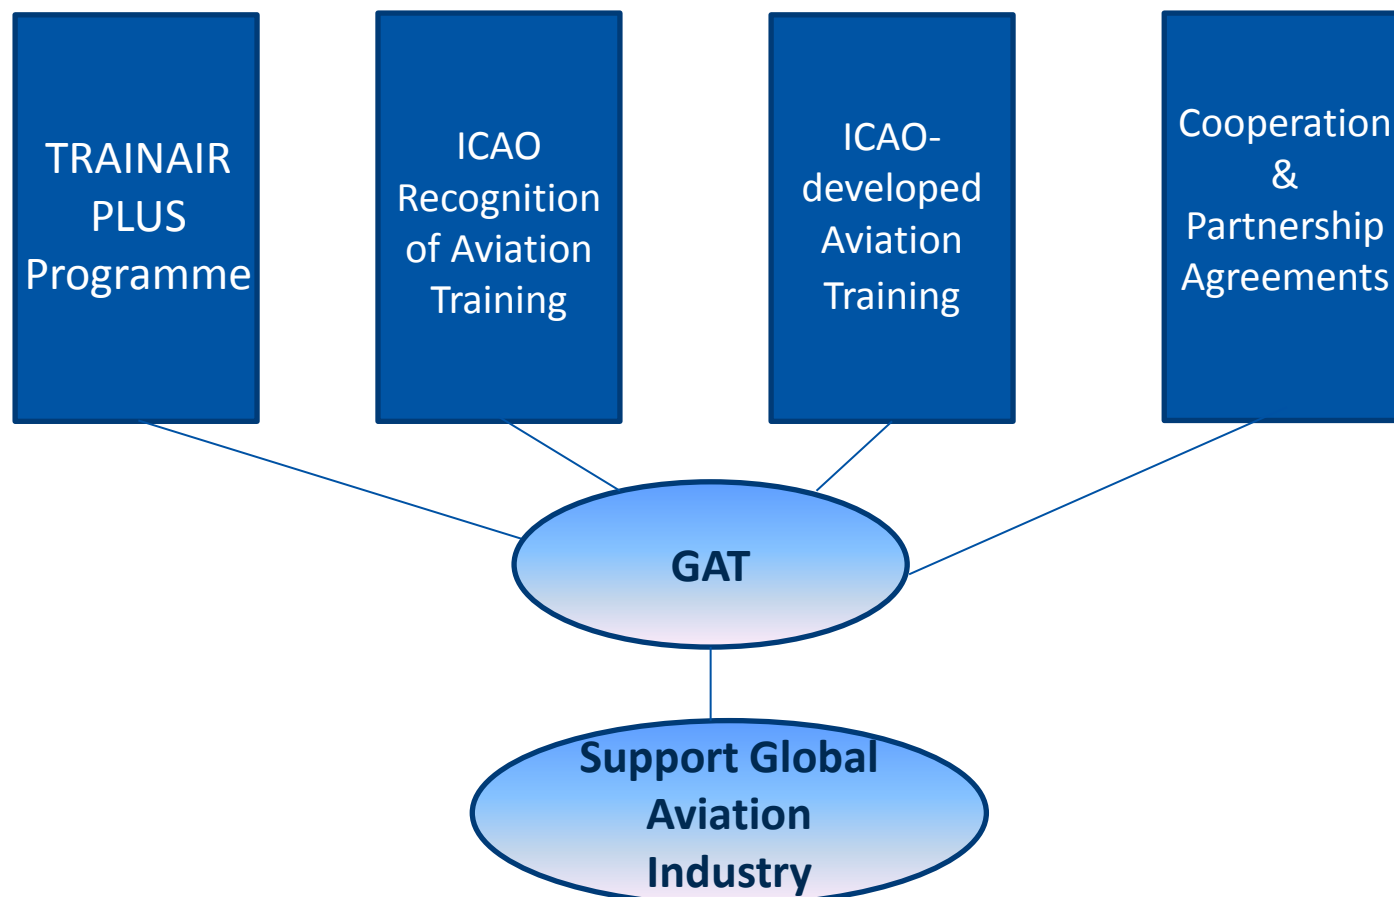 TRAINAIR
PLUS
Programme
ICAO
Recognition
of Aviation
Training
ICAO-
developed
Aviation
Training
Cooperation
&
Partnership
Agreements
GAT
Support Global
Aviation
Industry